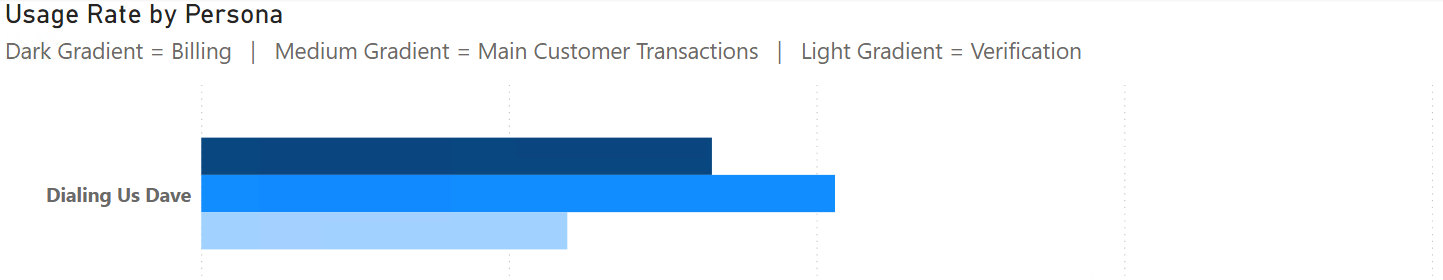 Usage Rate by Persona
Dark Gradient = Billing | Medium Gradient = Main Customer Transactions | Light Gradient = Verification
Dialing Us Dave